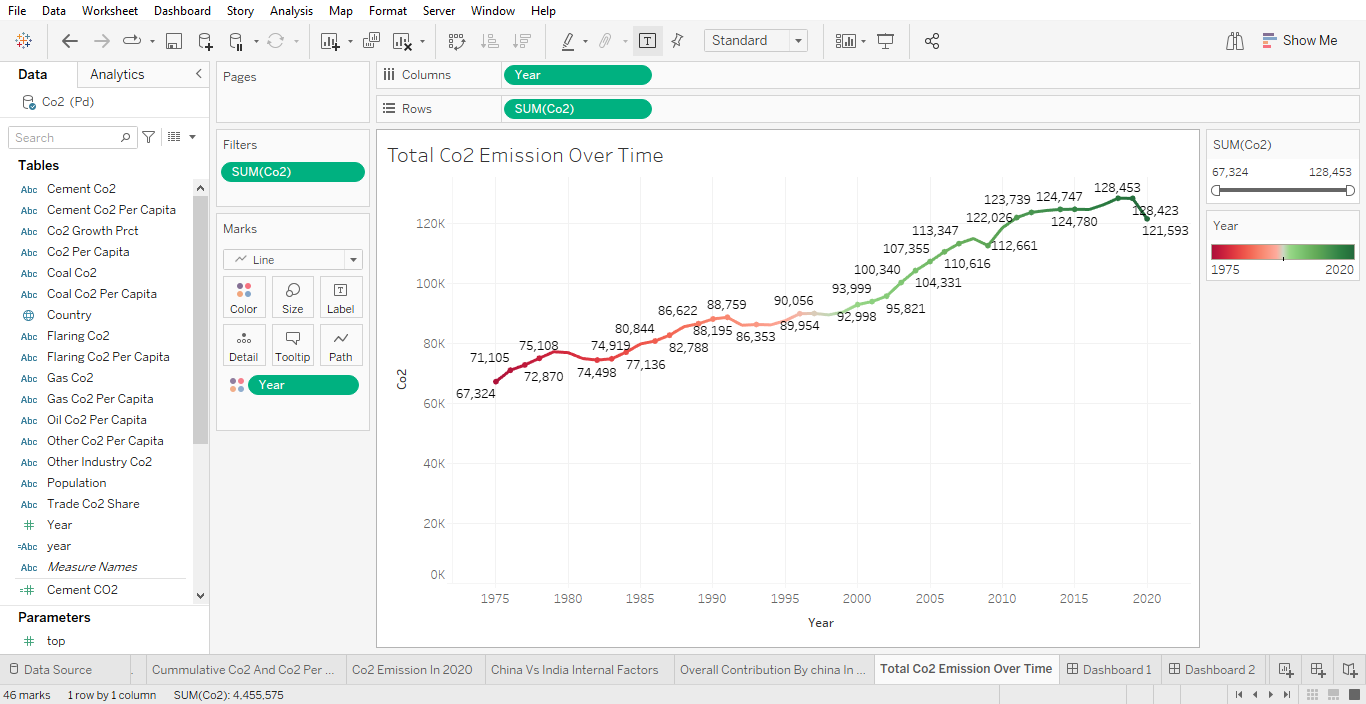 File Data Worksheet Dashboard Story Analysis Map Format Server Window Help
Standard
Show Me
Data Analytics
Co2 (Pd)
Search
Tables
Abc Cement Co2
Abc Cement Co2 Per Capita
Abc Co2 Growth Prct
Abc Co2 Per Capita
Abc Coal Co2
Abc Coal Co2 Per Capita
Country
Abc Flaring Co2
Abc Flaring Co2 Per Capita
Abc Gas Co2
Abc Gas Co2 Per Capita
Abc Oil Co2 Per Capita
Abc Other Co2 Per Capita
Abc Other Industry Co2
Abc Population
Abc Trade Co2 Share
# Year
=Abc year
Abc Measure Names
=# Cement CO2
Parameters
# top
Pages
Filters
SUM(Co2)
Marks
Line
Color Size Label
Detail Tooltip Path
Year
Columns Year
Rows SUM(Co2)
Total Co2 Emission Over Time
120K
100K
80K
60K
40K
20K
0K
Co2
67,324
71,105
72,870
75,108
74,498
74,919
77,136
80,844
82,788
86,622
88,195
88,759
86,353
90,056
89,954
92,998
93,999
95,821
100,340
104,331
107,355
110,616
113,347
112,661
122,026
123,739
124,747
124,780
128,453
128,423
121,593
1975 1980 1985 1990 1995 2000 2005 2010 2015 2020
Year
SUM(Co2)
67,324 128,453
Year
1975 2020
Data Source Cummulative Co2 And Co2 Per ... Co2 Emission In 2020 China Vs India Internal Factors Overall Contribution By china In ... Total Co2 Emission Over Time Dashboard 1 Dashboard 2
46 marks 1 row by 1 column SUM(Co2): 4,455,575